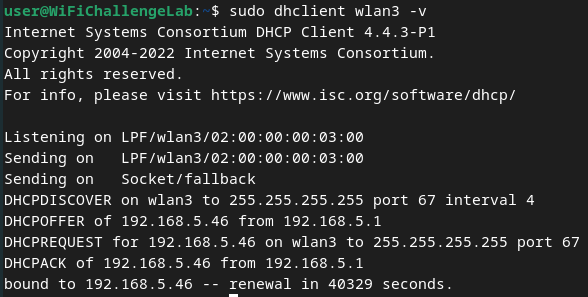 user@WiFiChallengeLab:~$ sudo dhclient wlan3 -v
Internet Systems Consortium DHCP Client 4.4.3-P1
Copyright 2004-2022 Internet Systems Consortium.
All rights reserved.
For info, please visit https://www.isc.org/software/dhcp/
Listening on LPF/wlan3/02:00:00:00:03:00
Sending on   LPF/wlan3/02:00:00:00:03:00
Sending on   Socket/fallback
DHCPDISCOVER on wlan3 to 255.255.255.255 port 67 interval 4
DHCPOFFER of 192.168.5.46 from 192.168.5.1
DHCPREQUEST for 192.168.5.46 on wlan3 to 255.255.255.255 port 67
DHCPACK of 192.168.5.46 from 192.168.5.1
bound to 192.168.5.46 -- renewal in 40329 seconds.